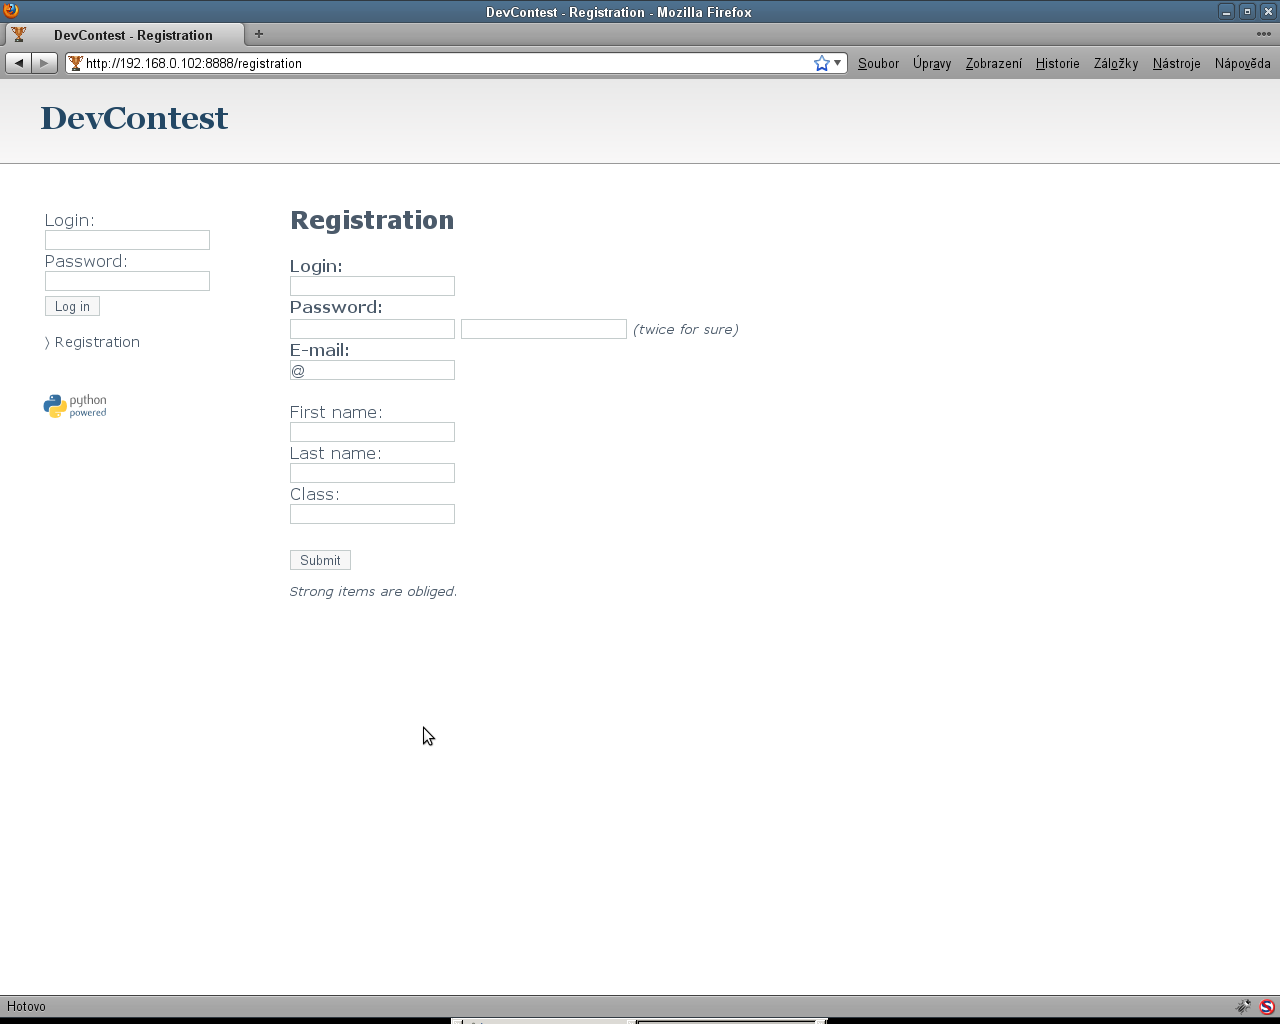 DevContest - Registration - Mozilla Firefox
DevContest - Registration
http://192.168.0.102:8888/registration
Soubor Úpravy Zobrazení Historie Záložky Nástroje Nápověda
DevContest
Login:
Password:
Log in
〉Registration
python
powered
Registration
Login:
Password:
(twice for sure)
E-mail:
@
First name:
Last name:
Class:
Submit
Strong items are obliged.
Hotovo